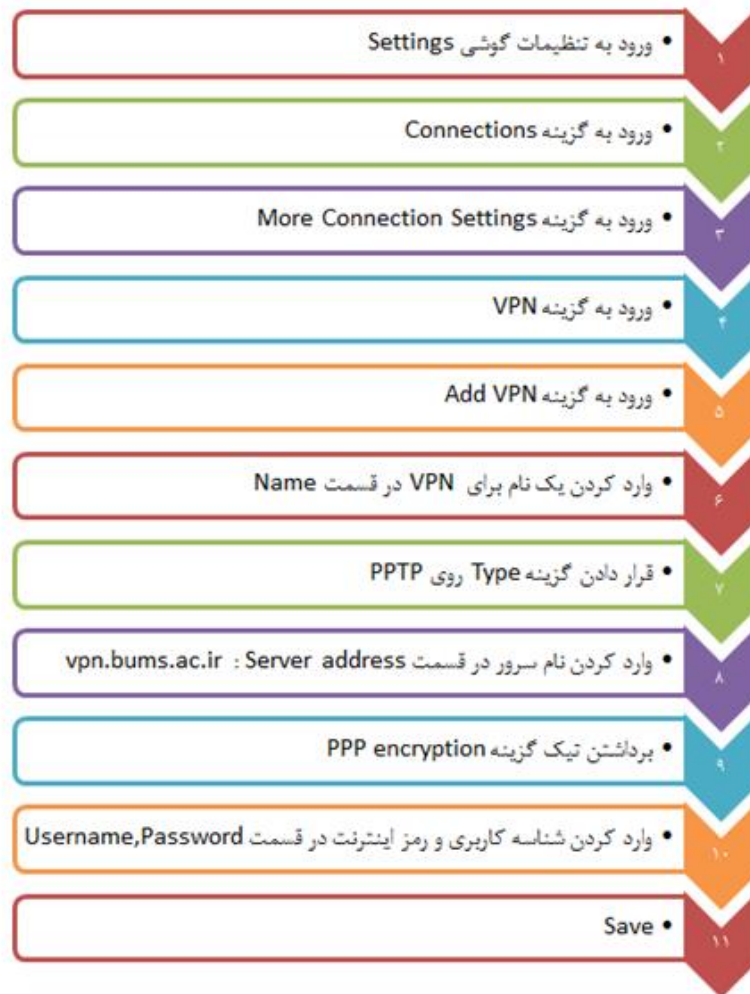 ۱
• ورود به تنظیمات گوشی Settings
۲
• ورود به گزینه Connections
۳
• ورود به گزینه More Connection Settings
۴
• ورود به گزینه VPN
۵
• ورود به گزینه Add VPN
۶
• وارد کردن یک نام برای VPN در قسمت Name
۷
• قرار دادن گزینه Type روی PPTP
۸
• وارد کردن نام سرور در قسمت Server address : vpn.bums.ac.ir
۹
• برداشتن تیک گزینه PPP encryption
۱۰
• وارد کردن شناسه کاربری و رمز اینترنت در قسمت Username,Password
۱۱
• Save